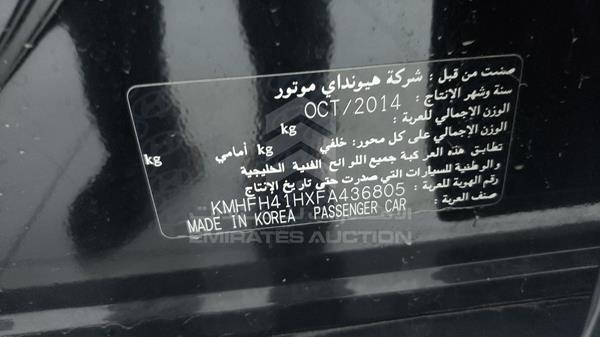 صنعت من قبل : شركة هيونداي موتور
سنة وشهر الإنتاج : OCT/2014
الوزن الإجمالي للعربة : kg
الوزن الإجمالي على كل محور: خلفي kg أمامي kg
تطابق هذه العركبة جميع اللرائح الفنية الخليجية
والوطنية للسيارات التي صدرت حتى تاريخ الإنتاج
رقم الهوية للعربة : KMHFH41HXFA436805
صنف العربة : MADE IN KOREA PASSENGER CAR
EMIRATES AUCTION